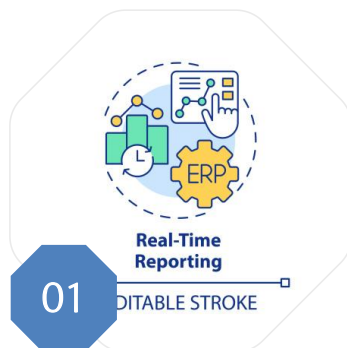 ERP
Real-Time
Reporting
01
DITABLE STROKE